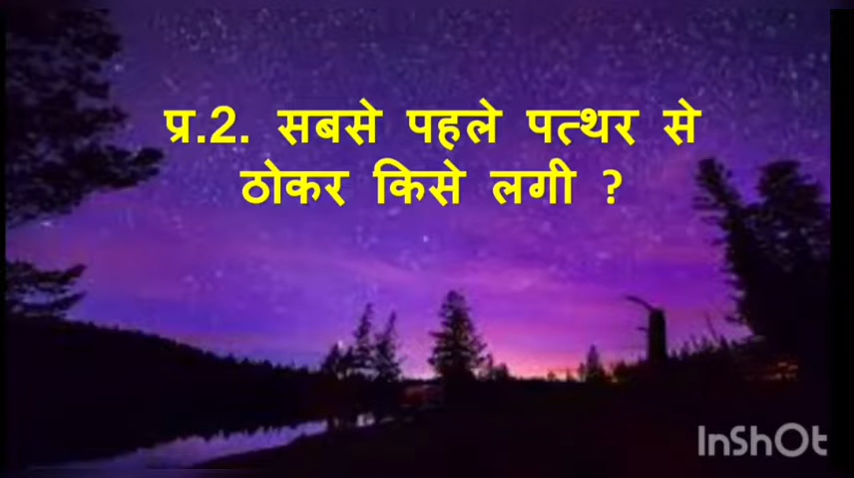 प्र.2. सबसे पहले पत्थर से
ठोकर किसे लगी ?
InShOt